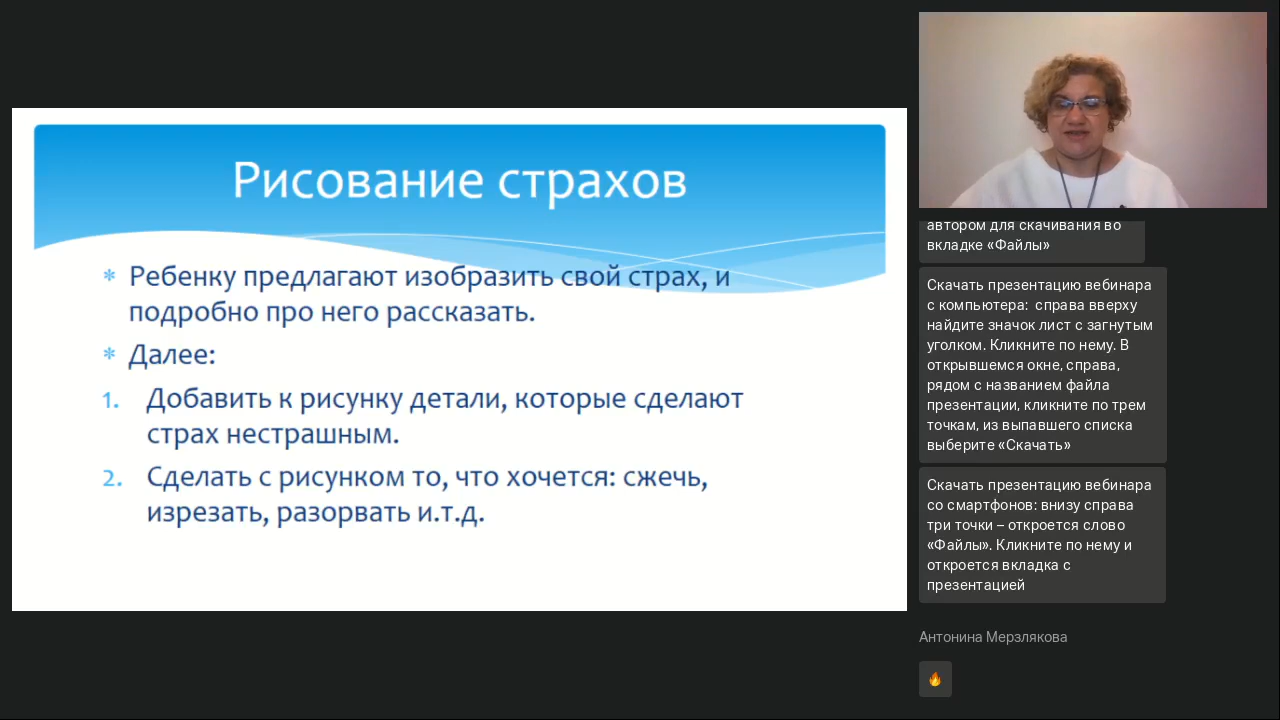 Рисование страхов
* Ребенку предлагают изобразить свой страх, и
подробно про него рассказать.
* Далее:
1. Добавить к рисунку детали, которые сделают
страх нестрашным.
2. Сделать с рисунком то, что хочется: сжечь,
изрезать, разорвать и.т.д.
автором для скачивания во
вкладке «Файлы»
Скачать презентацию вебинара
с компьютера: справа вверху
найдите значок лист с загнутым
уголком. Кликните по нему. В
открывшемся окне, справа,
рядом с названием файла
презентации, кликните по трем
точкам, из выпавшего списка
выберите «Скачать»
Скачать презентацию вебинара
со смартфонов: внизу справа
три точки – откроется слово
«Файлы». Кликните по нему и
откроется вкладка с
презентацией
Антонина Мерзлякова
🔥